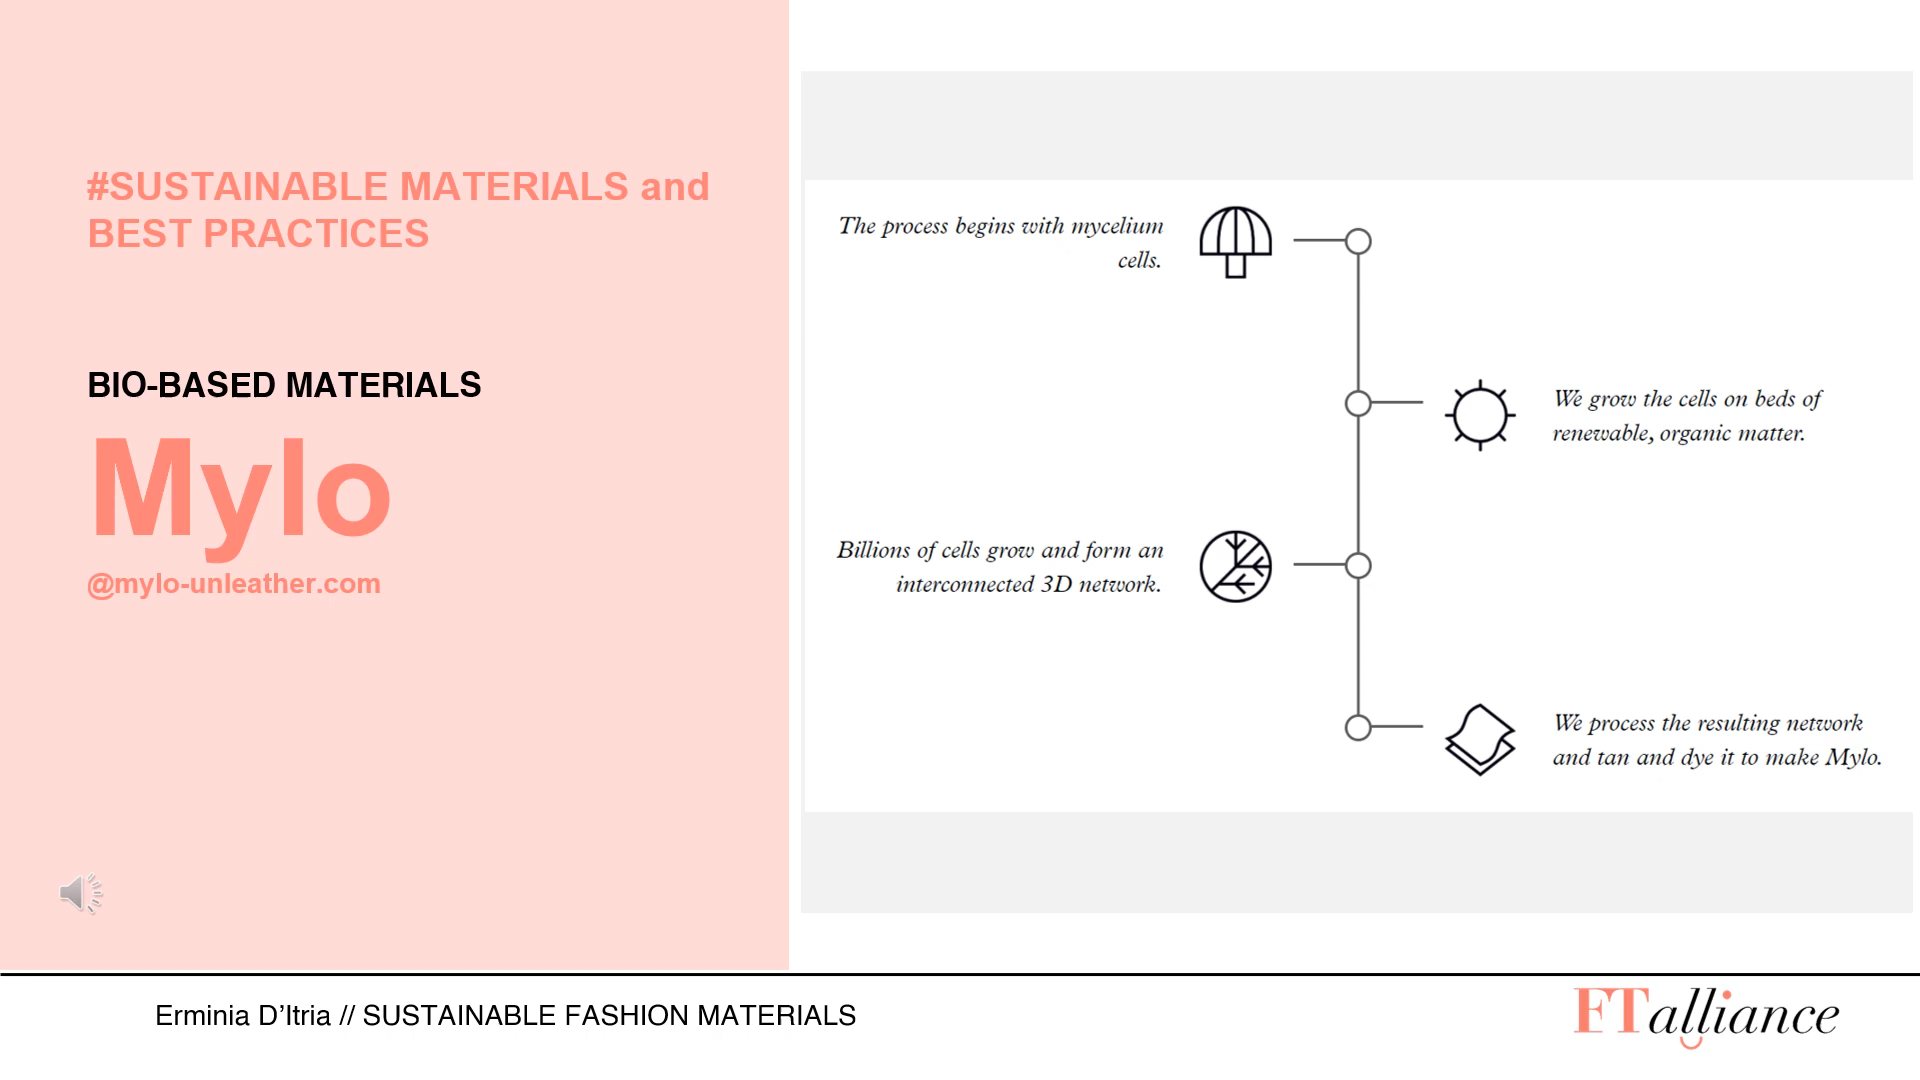 #SUSTAINABLE MATERIALS and
BEST PRACTICES
BIO-BASED MATERIALS
Mylo
@mylo-unleather.com
The process begins with mycelium
cells.
We grow the cells on beds of
renewable, organic matter.
Billions of cells grow and form an
interconnected 3D network.
We process the resulting network
and tan and dye it to make Mylo.
Erminia D’Itria // SUSTAINABLE FASHION MATERIALS
FTalliance